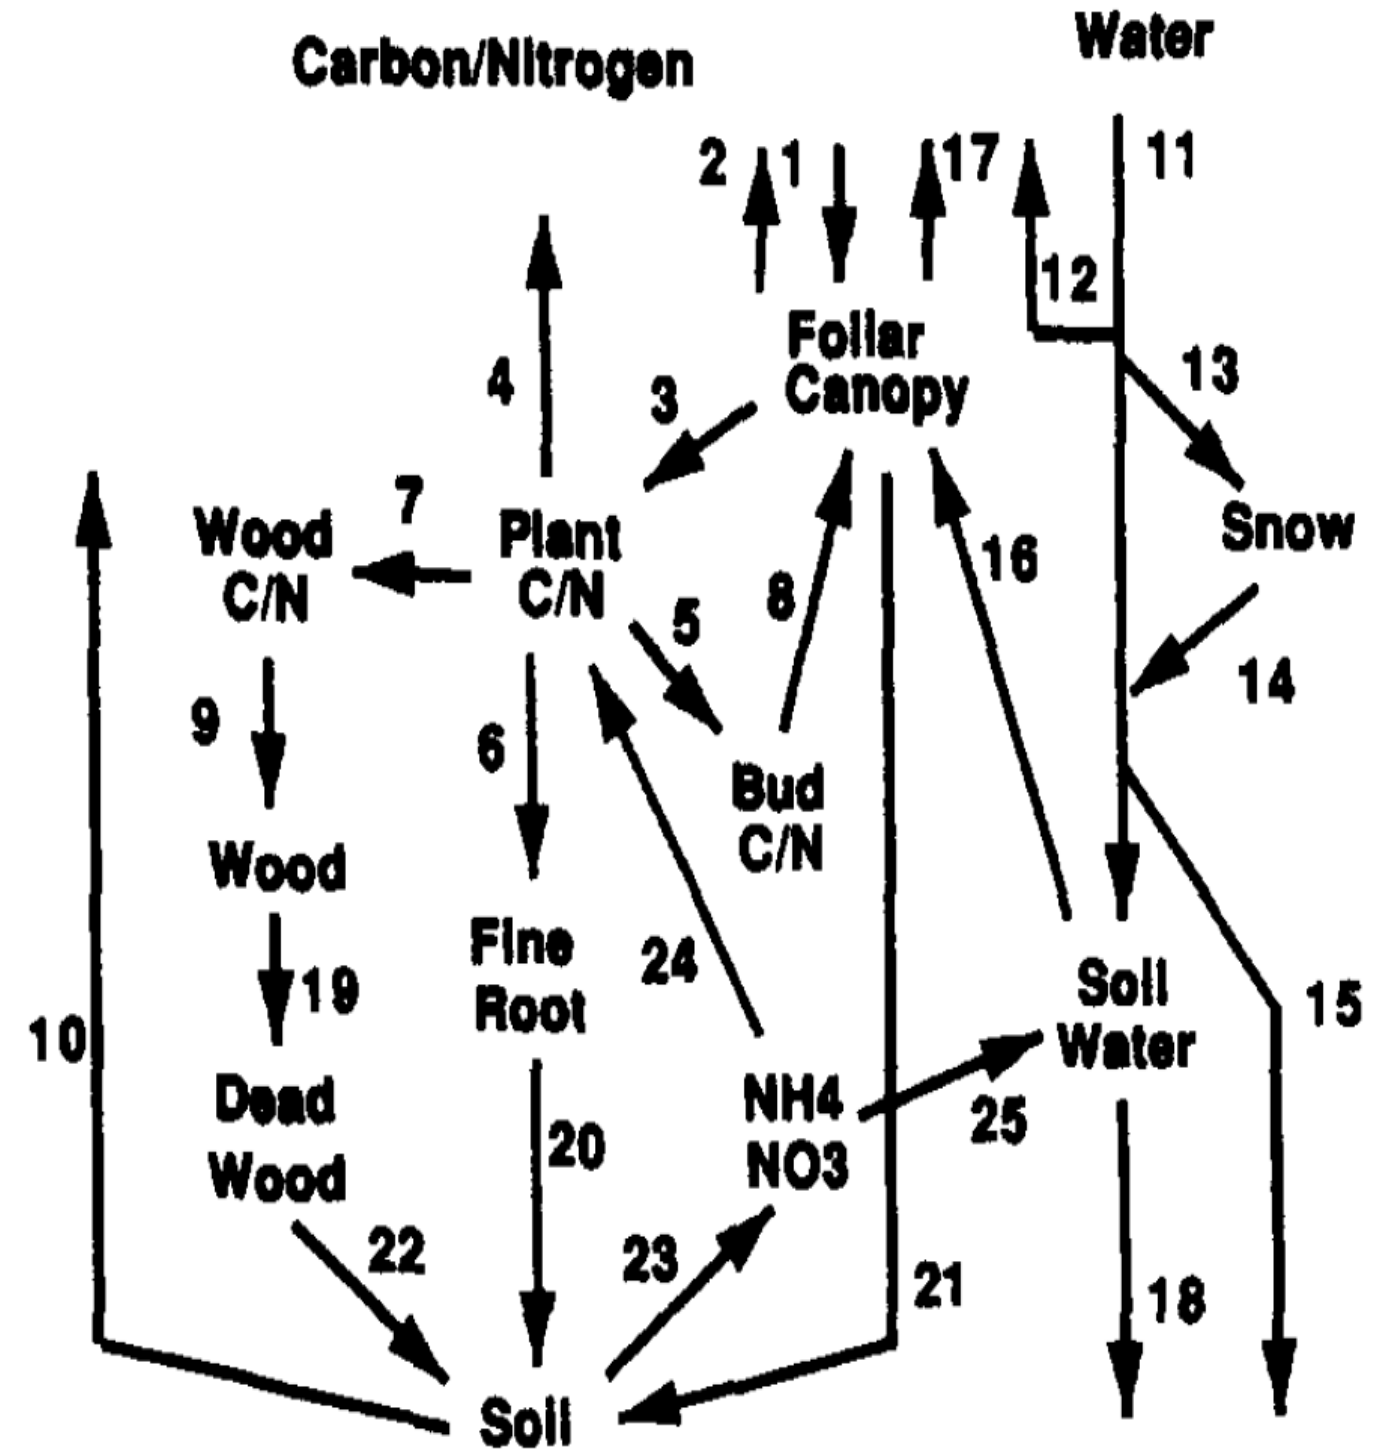 Carbon/Nitrogen
Water
2
1
17
11
12
4
3
Foliar
Canopy
13
7
Wood
C/N
Plant
C/N
5
8
16
Snow
14
9
6
Bud
C/N
Wood
24
Fine
Root
19
10
Soil
Water
15
Dead
Wood
20
NH4
NO3
25
22
23
21
18
Soil